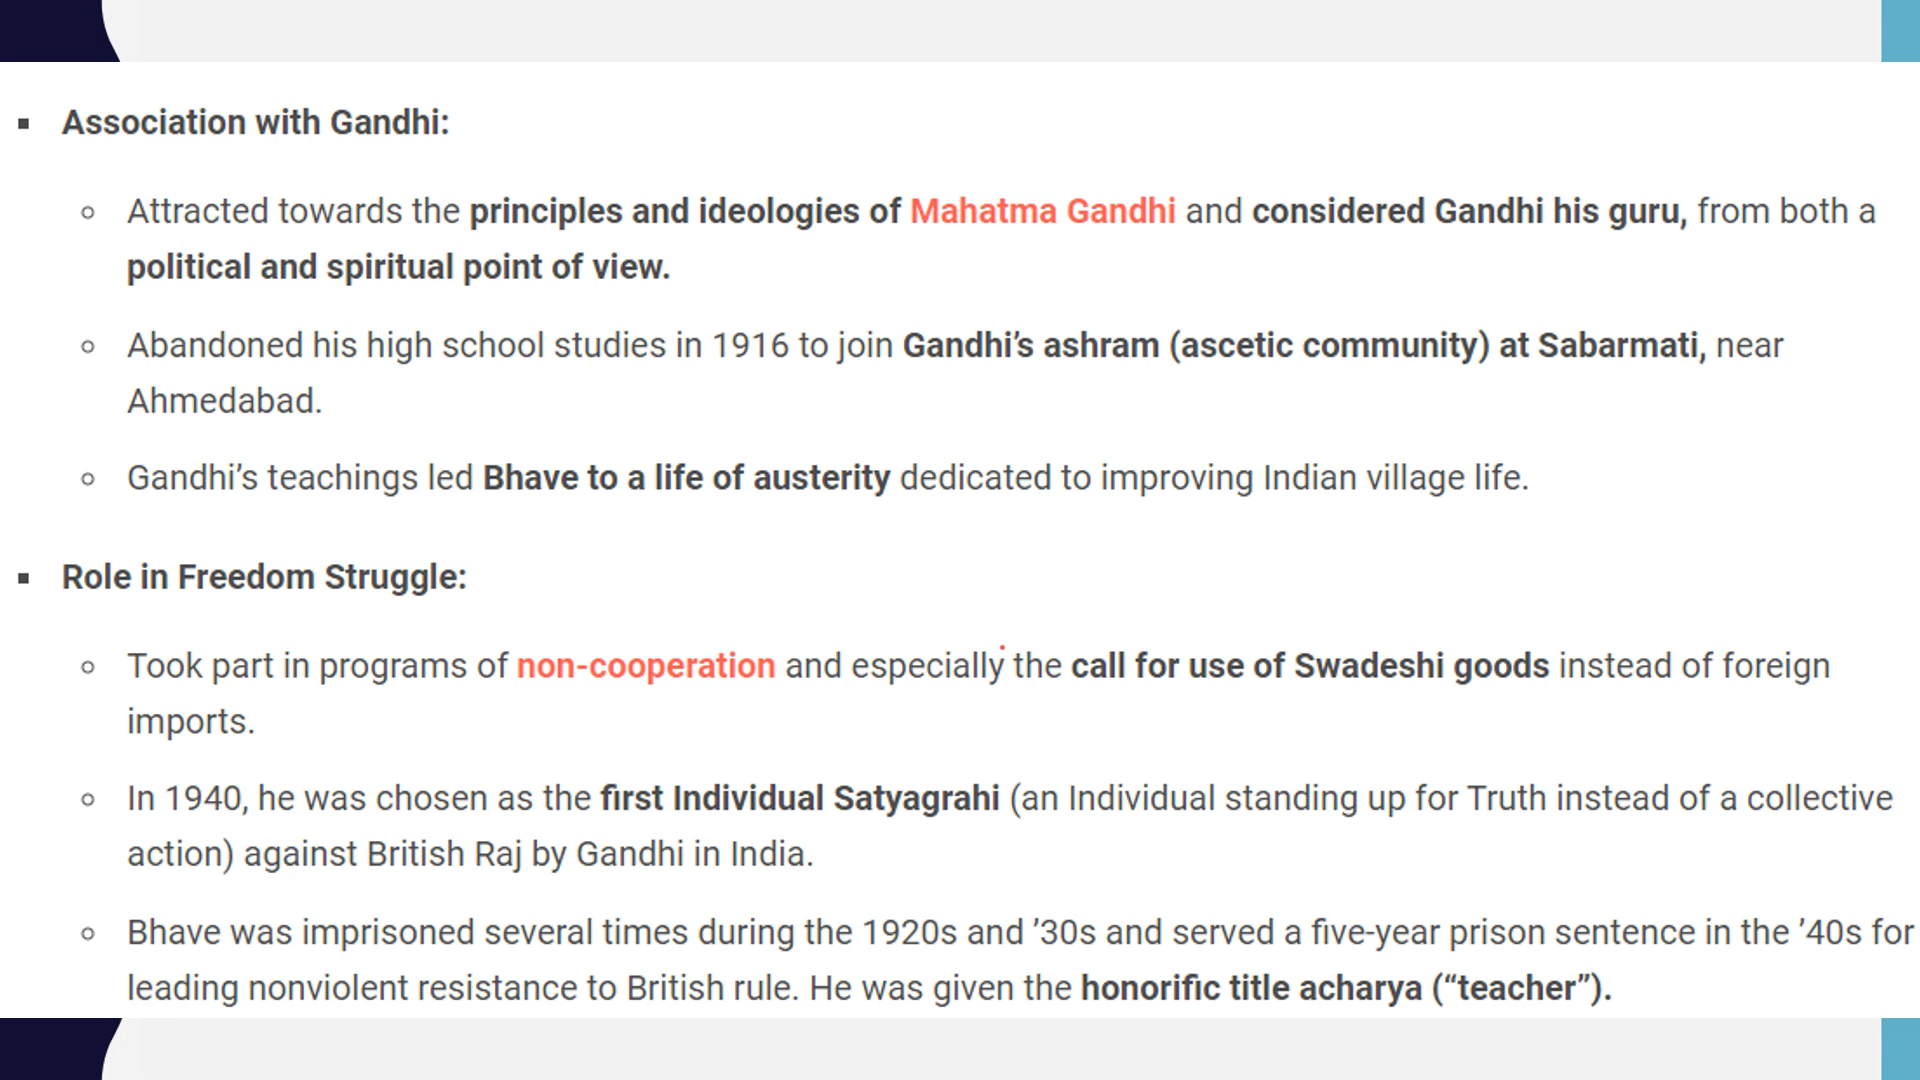 ▪ Association with Gandhi:
○ Attracted towards the principles and ideologies of Mahatma Gandhi and considered Gandhi his guru, from both a
political and spiritual point of view.
○ Abandoned his high school studies in 1916 to join Gandhi’s ashram (ascetic community) at Sabarmati, near
Ahmedabad.
○ Gandhi’s teachings led Bhave to a life of austerity dedicated to improving Indian village life.
▪ Role in Freedom Struggle:
○ Took part in programs of non-cooperation and especially the call for use of Swadeshi goods instead of foreign
imports.
○ In 1940, he was chosen as the first Individual Satyagrahi (an Individual standing up for Truth instead of a collective
action) against British Raj by Gandhi in India.
○ Bhave was imprisoned several times during the 1920s and ’30s and served a five-year prison sentence in the ’40s for
leading nonviolent resistance to British rule. He was given the honorific title acharya (“teacher”).